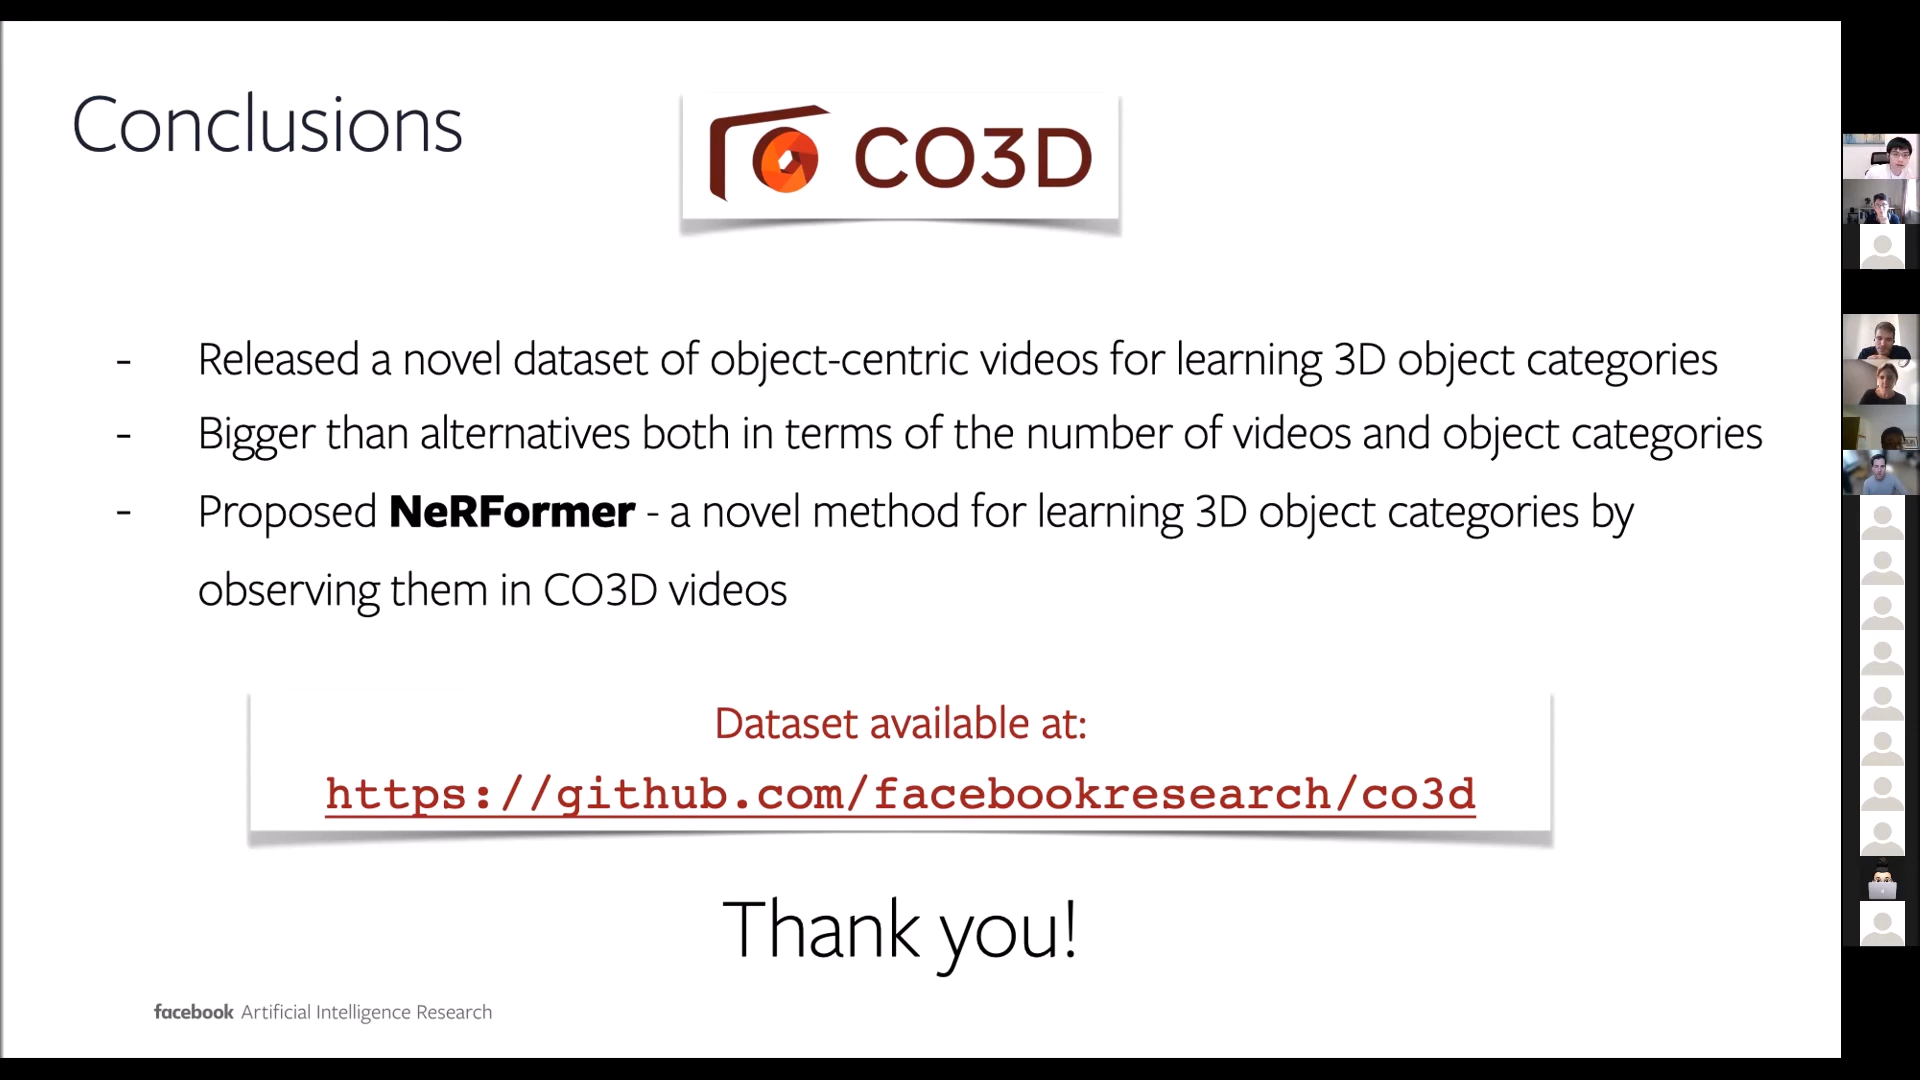 Conclusions
CO3D
- Released a novel dataset of object-centric videos for learning 3D object categories
- Bigger than alternatives both in terms of the number of videos and object categories
- Proposed NeRFormer - a novel method for learning 3D object categories by
observing them in CO3D videos
Dataset available at:
https://github.com/facebookresearch/co3d
Thank you!
facebook Artificial Intelligence Research